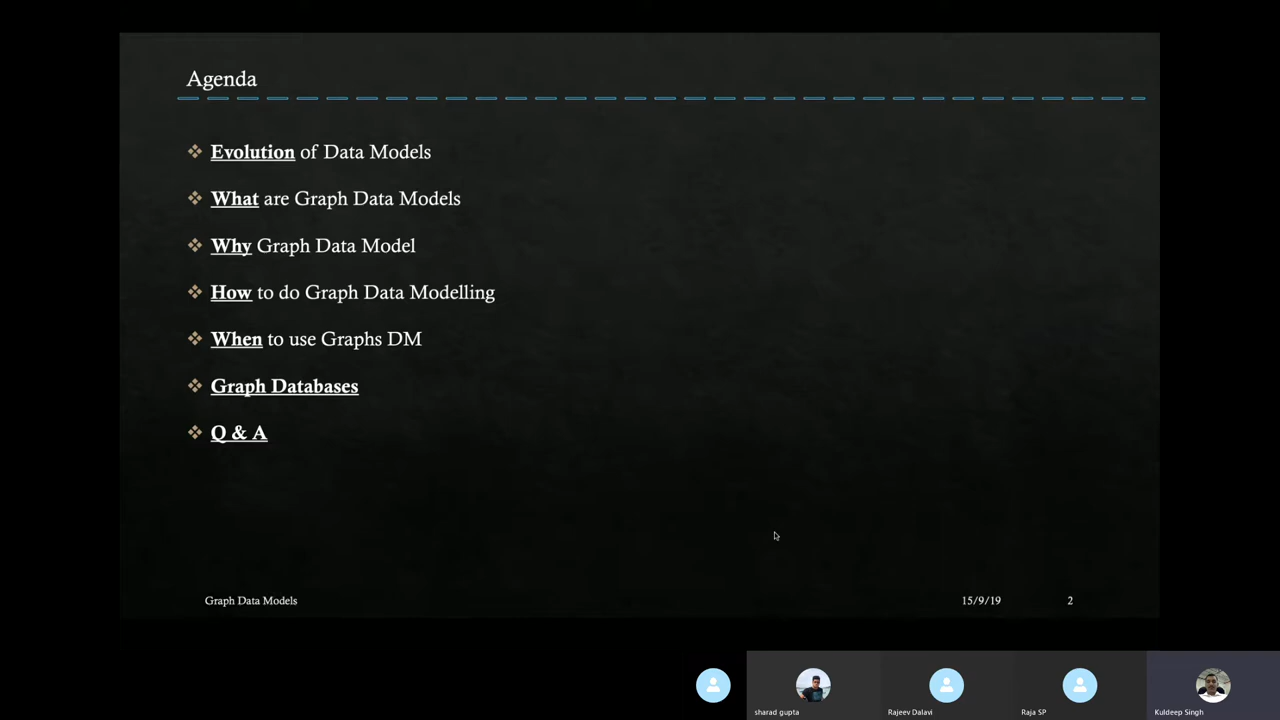 Agenda
Evolution of Data Models
What are Graph Data Models
Why Graph Data Model
How to do Graph Data Modelling
When to use Graphs DM
Graph Databases
Q & A
Graph Data Models
15/9/19
2
sharad gupta
Rajeev Dalavi
Raja SP
Kuldeep Singh